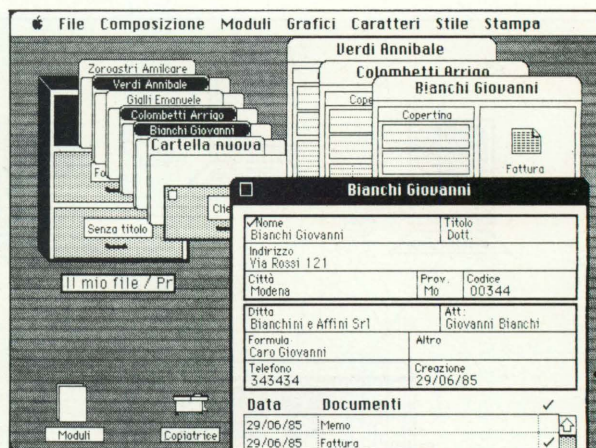 File Composizione Moduli Grafici Caratteri Stile Stampa
Verdi Annibale
Colombetti Arrigo
Bianchi Giovanni
Zoroastri Amilcare
Verdi Annibale
Gialli Emanuele
Colombetti Arrigo
Bianchi Giovanni
Cartella nuova
Cope
Copertina
Fattura
Fo
Clie
Senza titolo
Il mio file / Pr
Bianchi Giovanni
Nome Titolo
Bianchi Giovanni Dott.
Indirizzo
Via Rossi 121
Città Prov. Codice
Modena Mo 00344
Ditta Att:
Bianchini e Affini Srl Giovanni Bianchi
Formula Altro
Caro Giovanni
Telefono Creazione
343434 29/06/85
Data Documenti
29/06/85 Memo
29/06/85 Fattura
Moduli
Copiatrice